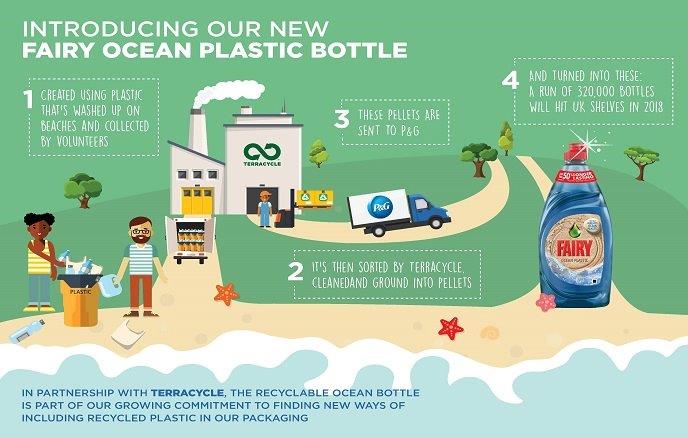 INTRODUCING OUR NEW
FAIRY OCEAN PLASTIC BOTTLE
1 CREATED USING PLASTIC
THAT'S WASHED UP ON
BEACHES AND COLLECTED
BY VOLUNTEERS
TERRACYCLE
3 THESE PELLETS ARE
SENT TO P&G
4 AND TURNED INTO THESE:
A RUN OF 320,000 BOTTLES
WILL HIT UK SHELVES IN 2018
P&G
PLASTIC
2 IT'S THEN SORTED BY TERRACYCLE,
CLEANEDAND GROUND INTO PELLETS
50%
FAIRY
OCEAN PLASTIC
IN PARTNERSHIP WITH TERRACYCLE, THE RECYCLABLE OCEAN BOTTLE
IS PART OF OUR GROWING COMMITMENT TO FINDING NEW WAYS OF
INCLUDING RECYCLED PLASTIC IN OUR PACKAGING